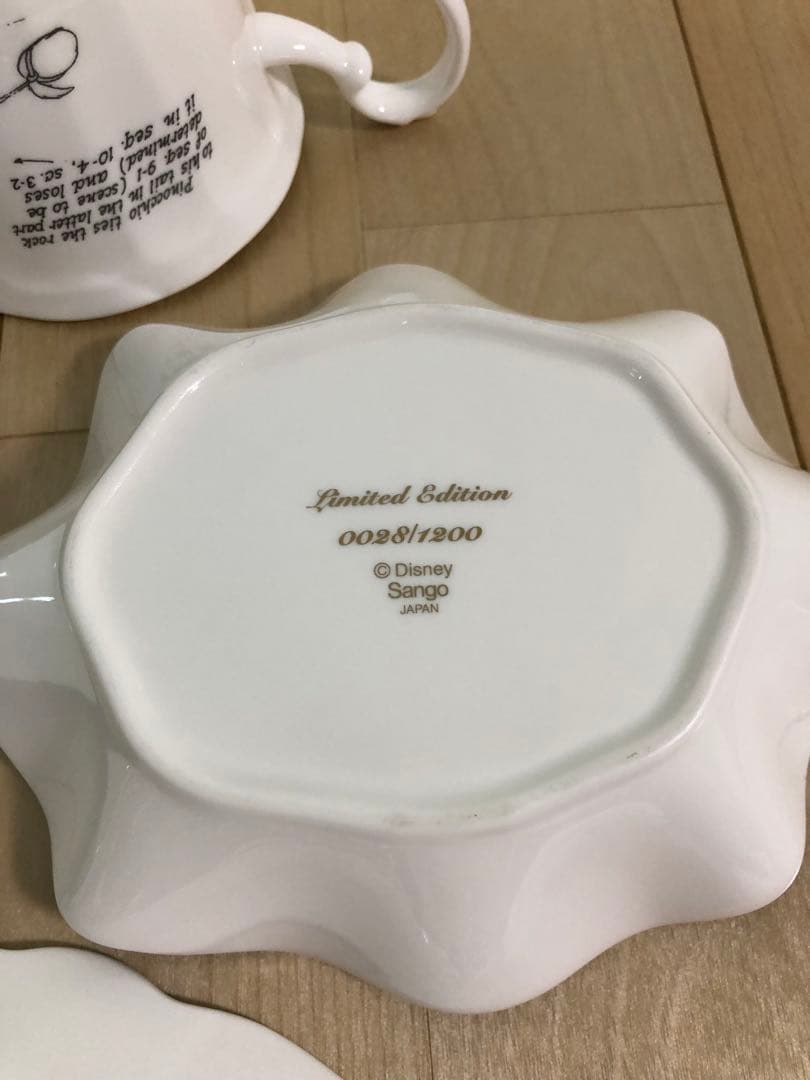 Pinocchio ties the rock
to his tail in the latter part
of seq. 9-1 (scene to be
determined) and loses
it in seq. 10-4, sc. 3-2
Limited Edition
0028/1200
© Disney
Sango
JAPAN